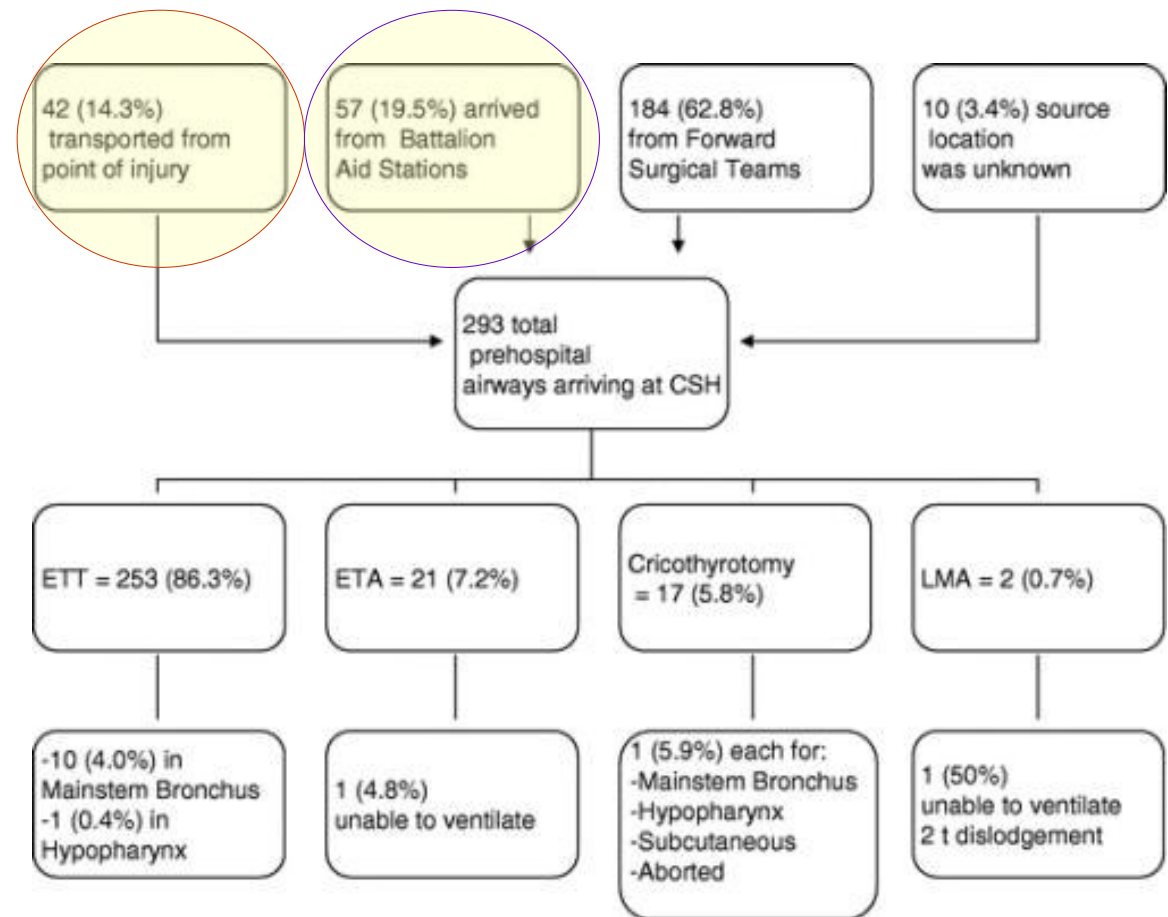 42 (14.3%)
transported from
point of injury
57 (19.5%) arrived
from Battalion
Aid Stations
184 (62.8%)
from Forward
Surgical Teams
10 (3.4%) source
location
was unknown
293 total
prehospital
airways arriving at CSH
ETT = 253 (86.3%)
ETA = 21 (7.2%)
Cricothyrotomy
= 17 (5.8%)
LMA = 2 (0.7%)
-10 (4.0%) in
Mainstem Bronchus
-1 (0.4%) in
Hypopharynx
1 (4.8%)
unable to ventilate
1 (5.9%) each for:
-Mainstem Bronchus
-Hypopharynx
-Subcutaneous
-Aborted
1 (50%)
unable to ventilate
2 t dislodgement